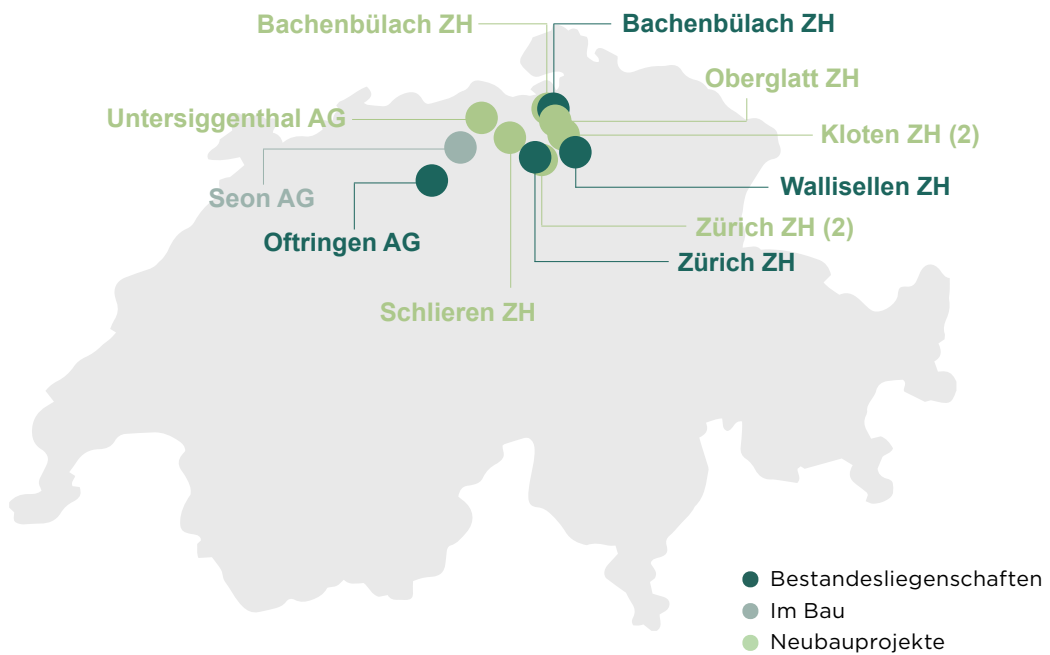 Bachenbülach ZH
Bachenbülach ZH
Oberglatt ZH
Untersiggenthal AG
Kloten ZH (2)
Seon AG
Wallisellen ZH
Oftringen AG
Zürich ZH (2)
Zürich ZH
Schlieren ZH
Bestandesliegenschaften
Im Bau
Neubauprojekte